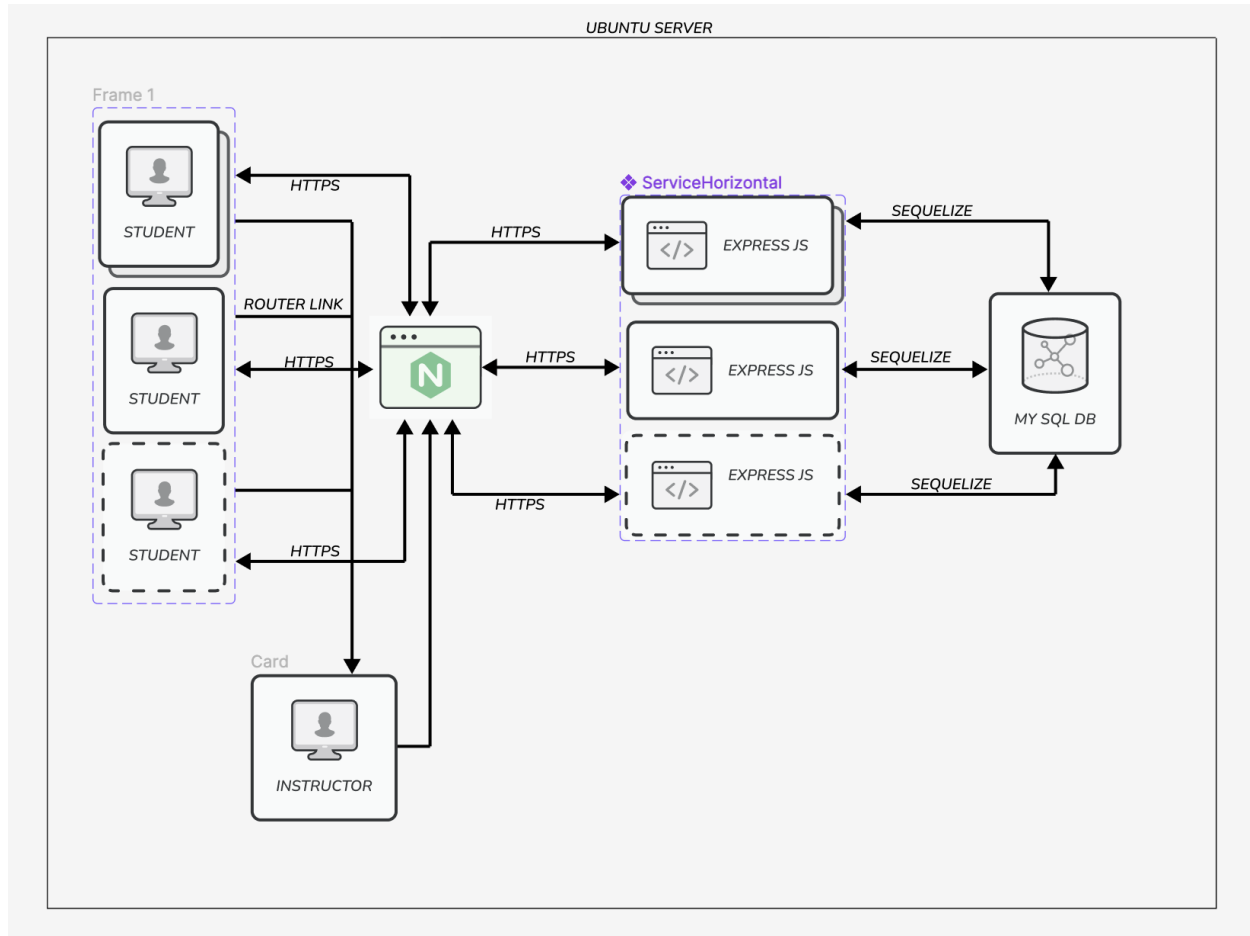 UBUNTU SERVER
Frame 1
STUDENT
HTTPS
ROUTER LINK
STUDENT
HTTPS
STUDENT
HTTPS
Card
INSTRUCTOR
N
HTTPS
HTTPS
HTTPS
ServiceHorizontal
</> EXPRESS JS
</> EXPRESS JS
</> EXPRESS JS
SEQUELIZE
SEQUELIZE
SEQUELIZE
MY SQL DB